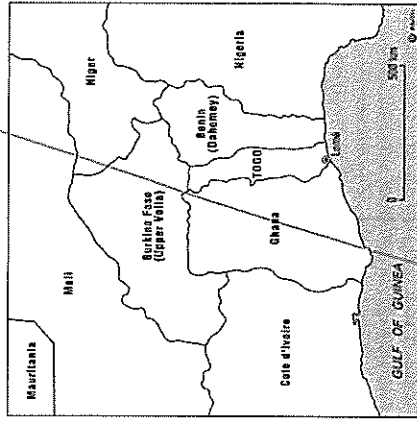 Mauritania
Mali
Niger
Burkina Faso
(Upper Volta)
Benin
(Dahomey)
Nigeria
TOGO
Ghana
Cote d'Ivoire
Lomé
GULF OF GUINEA
0 500 km